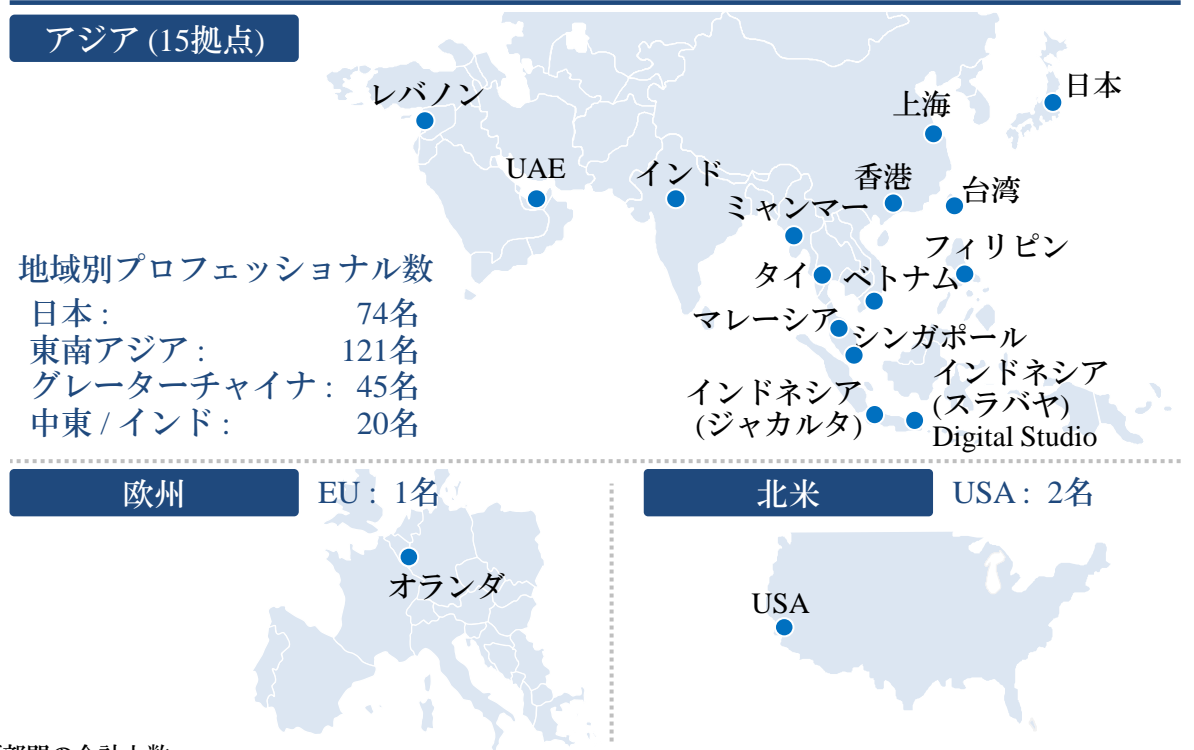 アジア (15拠点)
レバノン
日本
上海
UAE
インド
香港
台湾
ミャンマー
フィリピン
タイ
ベトナム
マレーシア
シンガポール
インドネシア
(ジャカルタ)
インドネシア
(スラバヤ)
Digital Studio
地域別プロフェッショナル数
日本 : 74名
東南アジア : 121名
グレーターチャイナ : 45名
中東 / インド : 20名
欧州
EU : 1名
オランダ
北米
USA : 2名
USA